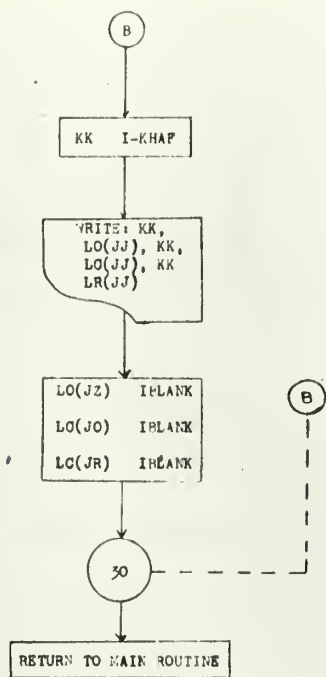 B
KK I-KHAF
WRITE: KK,
LO(JJ), KK,
LO(JJ), KK
LR(JJ)
LO(JZ) IBLANK
B
LO(JO) IBLANK
LO(JR) IBLANK
30
RETURN TO MAIN ROUTINE